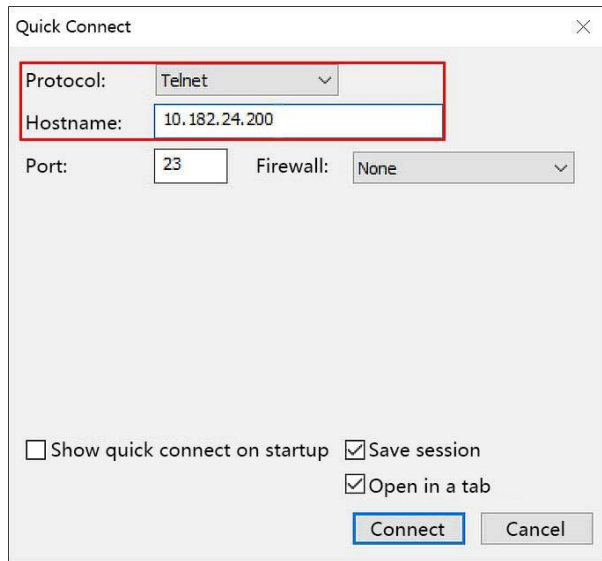 Quick Connect
Protocol: Telnet
Hostname: 10.182.24.200
Port: 23 Firewall: None
Show quick connect on startup Save session
Open in a tab
Connect Cancel